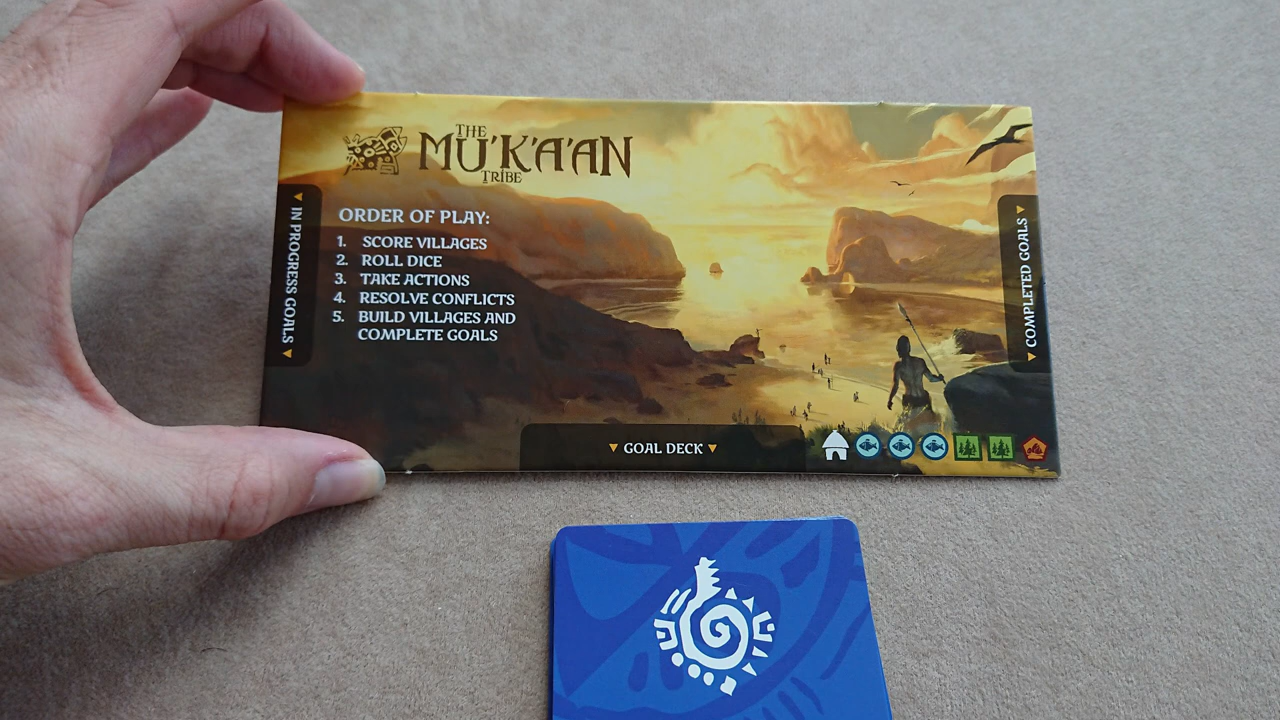 THE
MU'K'A'AN
TRIBE
ORDER OF PLAY:
1. SCORE VILLAGES
2. ROLL DICE
3. TAKE ACTIONS
4. RESOLVE CONFLICTS
5. BUILD VILLAGES AND
COMPLETE GOALS
IN PROGRESS GOALS
COMPLETED GOALS
GOAL DECK